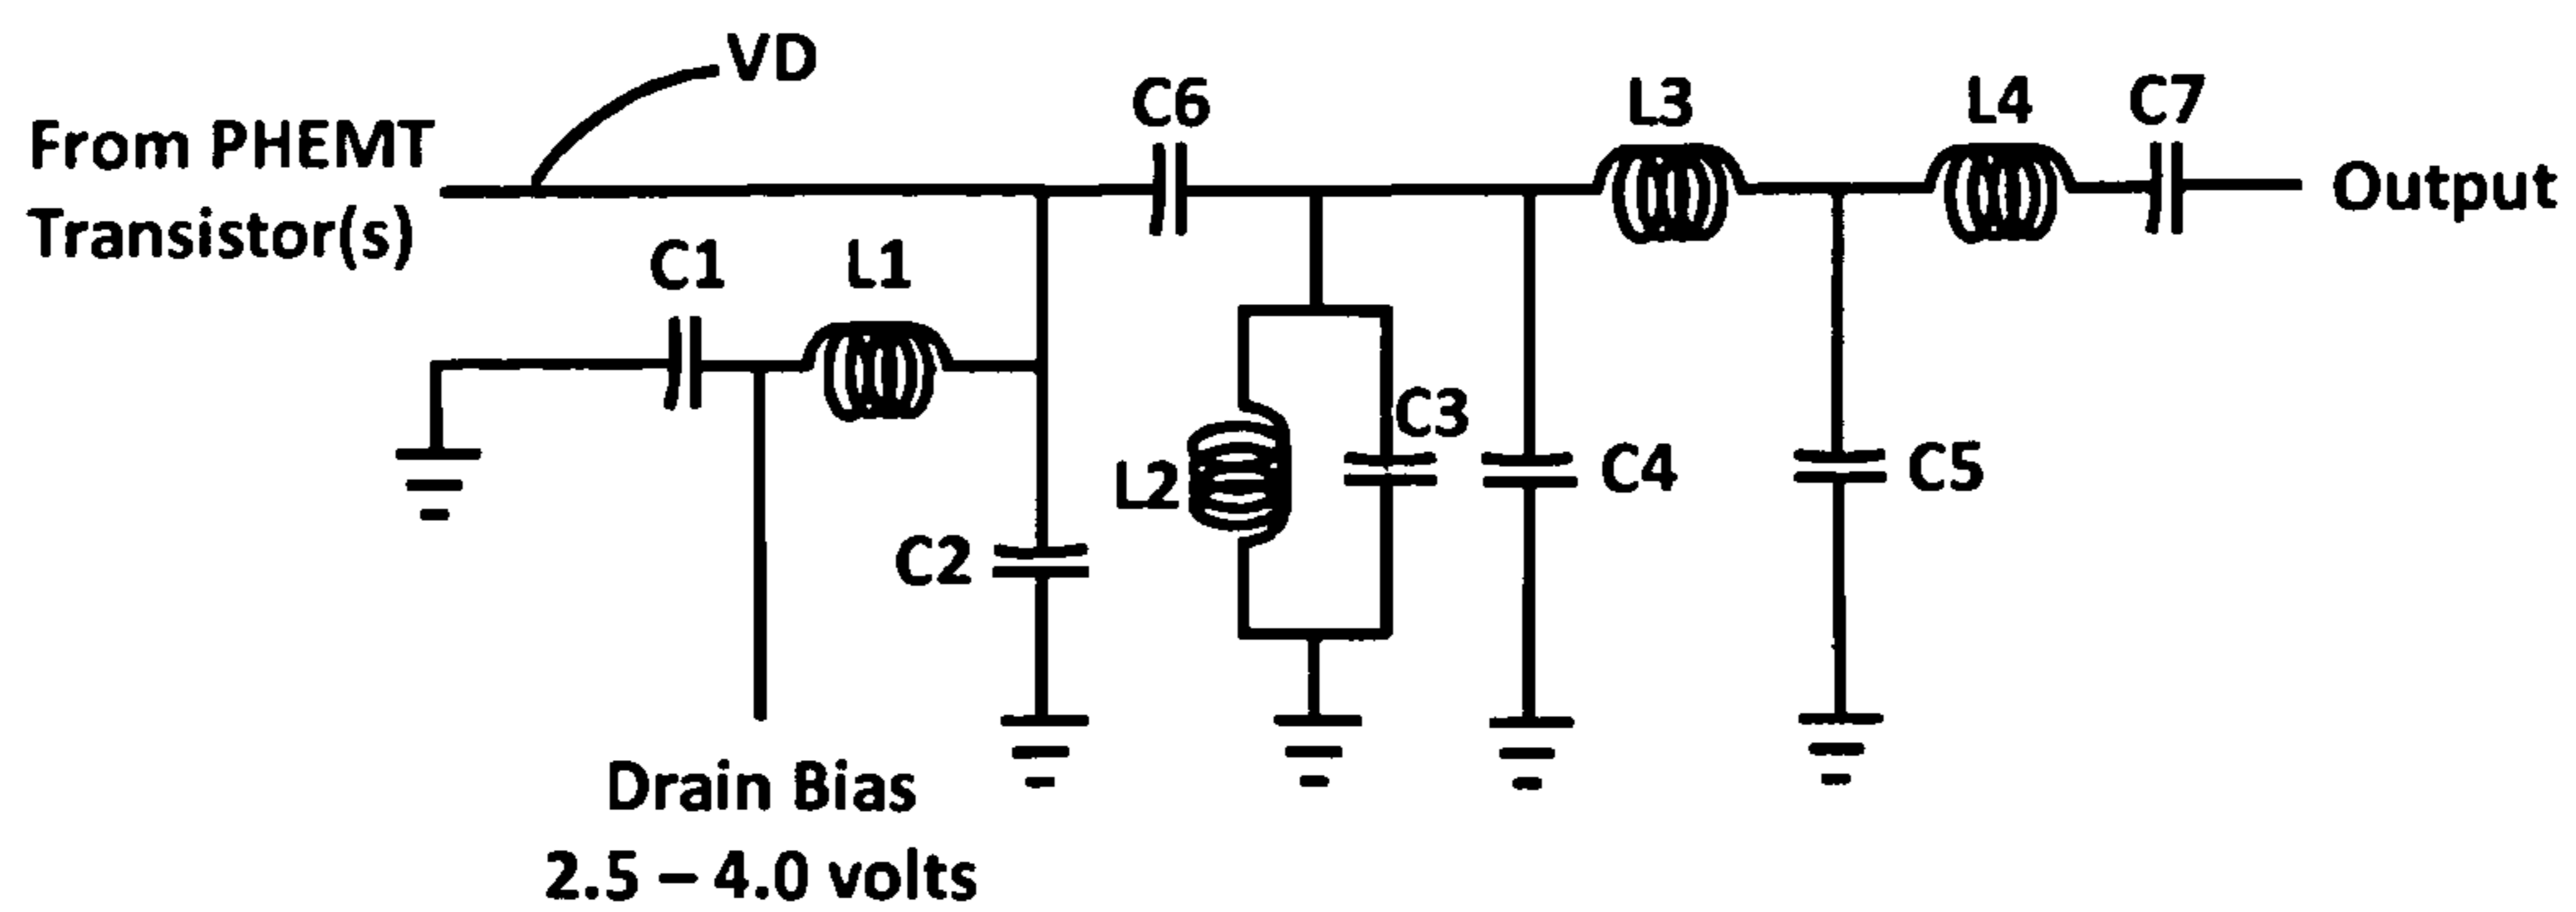 VD
From PHEMT
Transistor(s)
C6
L3
L4
C7
Output
C1
L1
C2
L2
C3
C4
C5
Drain Bias
2.5 – 4.0 volts